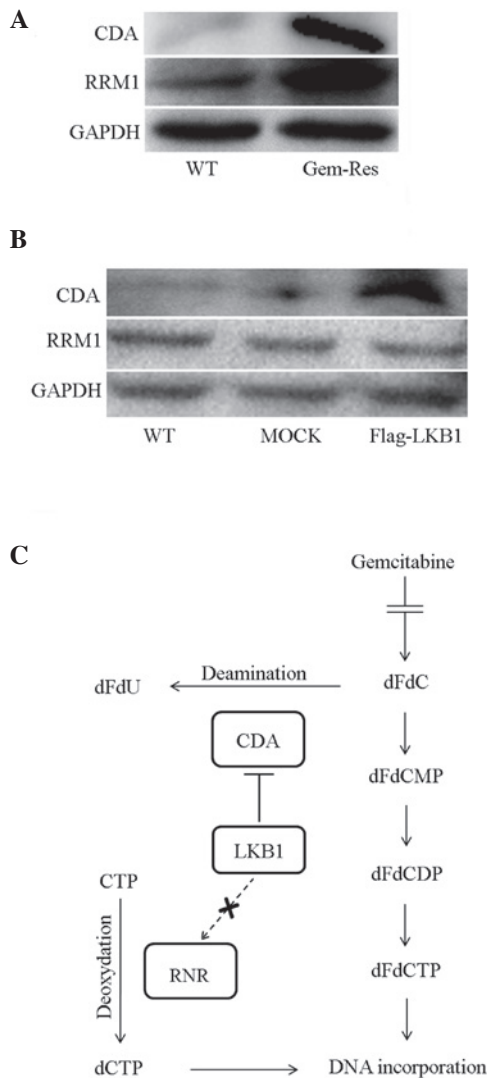 A
CDA
RRM1
GAPDH
WT Gem-Res
B
CDA
RRM1
GAPDH
WT MOCK Flag-LKB1
C
Gemcitabine
dFdU Deamination dFdC
CDA
dFdCMP
LKB1
CTP dFdCDP
Deoxydation
RNR dFdCTP
dCTP DNA incorporation